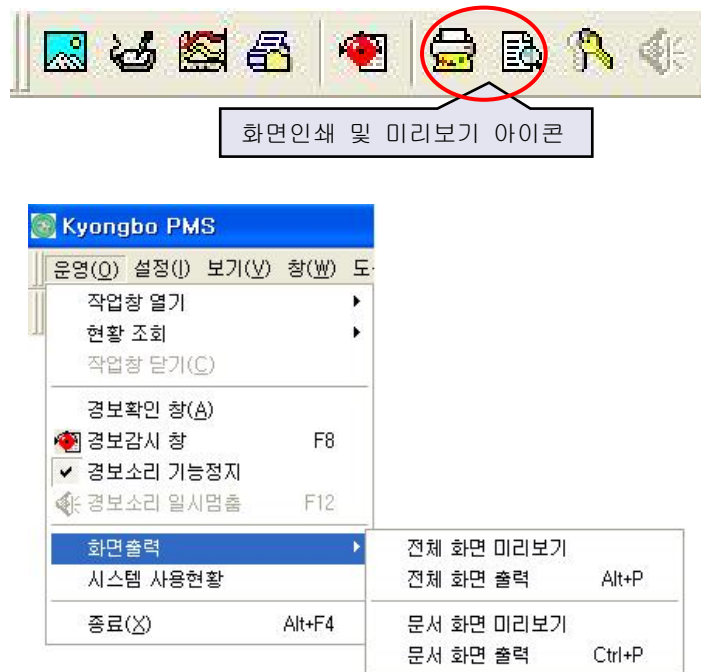 화면인쇄 및 미리보기 아이콘
Kyongbo PMS
운영(O) 설정(I) 보기(V) 창(W)
작업창 열기
현황 조회
작업창 닫기(C)
경보확인 창(A)
경보감시 창 F8
경보소리 기능정지
경보소리 일시멈춤 F12
화면출력
시스템 사용현황
종료(X) Alt+F4
전체 화면 미리보기
전체 화면 출력 Alt+P
문서 화면 미리보기
문서 화면 출력 Ctrl+P